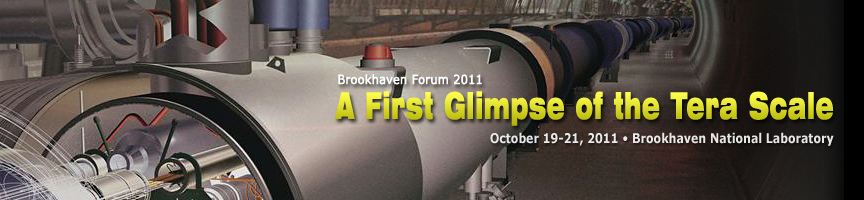 Brookhaven Forum 2011
A First Glimpse of the Tera Scale
October 19-21, 2011 • Brookhaven National Laboratory